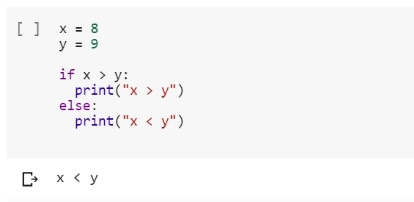 [ ] x = 8
y = 9
if x > y:
  print("x > y")
else:
  print("x < y")
x < y